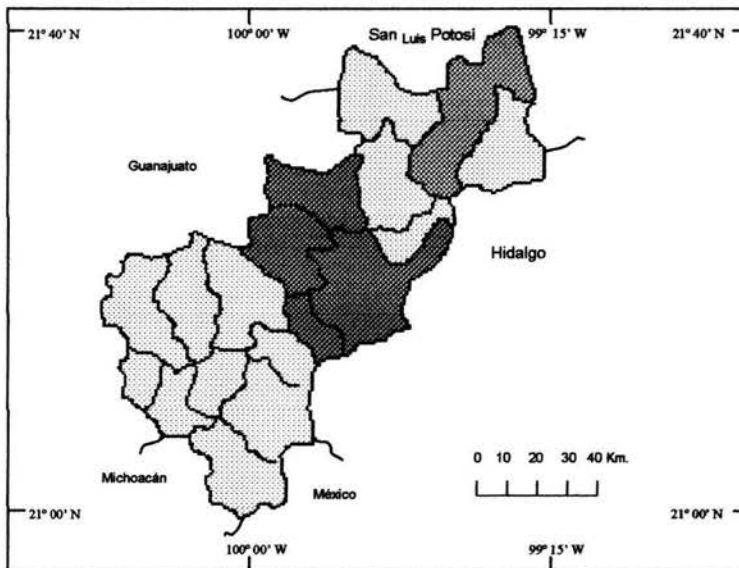 21° 40' N
100° 00' W
San Luis Potosí
99° 15' W
21° 40' N
Guanajuato
Hidalgo
0 10 20 30 40 Km.
Michoacán
México
21° 00' N
21° 00' N
100° 00' W
99° 15' W